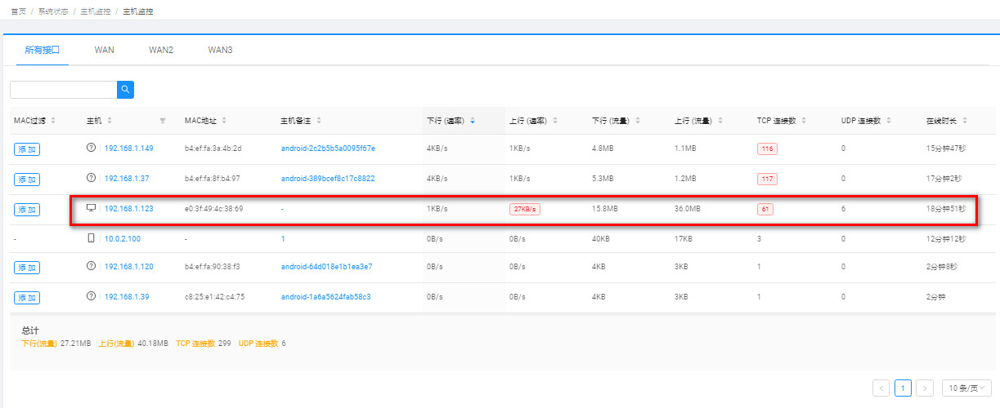 首页 / 系统状态 / 主机监控 / 主机监控
所有接口 WAN WAN2 WAN3
MAC过滤 主机 MAC地址 主机备注 下行 (速率) 上行 (速率) 下行 (流量) 上行 (流量) TCP 连接数 UDP 连接数 在线时长
添 加 192.168.1.149 b4:ef:fa:3a:4b:2d android-2c2b5b5a0095f67e 4KB/s 1KB/s 4.8MB 1.1MB 116 0 15分钟47秒
添 加 192.168.1.37 b4:ef:fa:8f:b4:97 android-389bcef8c17c8822 4KB/s 1KB/s 5.3MB 1.2MB 117 0 17分钟2秒
添 加 192.168.1.123 e0:3f:49:4c:38:69 - 1KB/s 27KB/s 15.8MB 36.0MB 61 6 18分钟51秒
- 10.0.2.100 - 1 0B/s 0B/s 40KB 17KB 3 0 12分钟12秒
添 加 192.168.1.120 b4:ef:fa:90:38:f3 android-64d018e1b1ea3e7 0B/s 0B/s 4KB 3KB 1 0 2分钟8秒
添 加 192.168.1.39 c8:25:e1:42:c4:75 android-1a6a5624fab58c3 0B/s 0B/s 4KB 3KB 1 0 2分钟
总计
下行(流量) 27.21MB 上行(流量) 40.18MB TCP 连接数 299 UDP 连接数 6
< 1 > 10 条/页